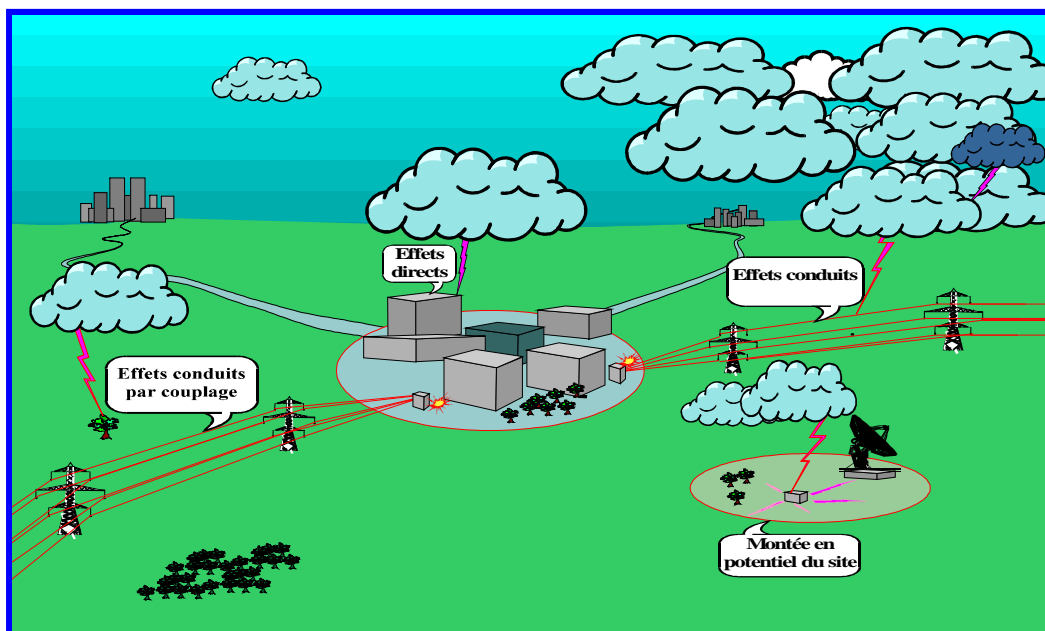 Effets
directs
Effets conduits
Effets conduits
par couplage
Montée en
potentiel du site